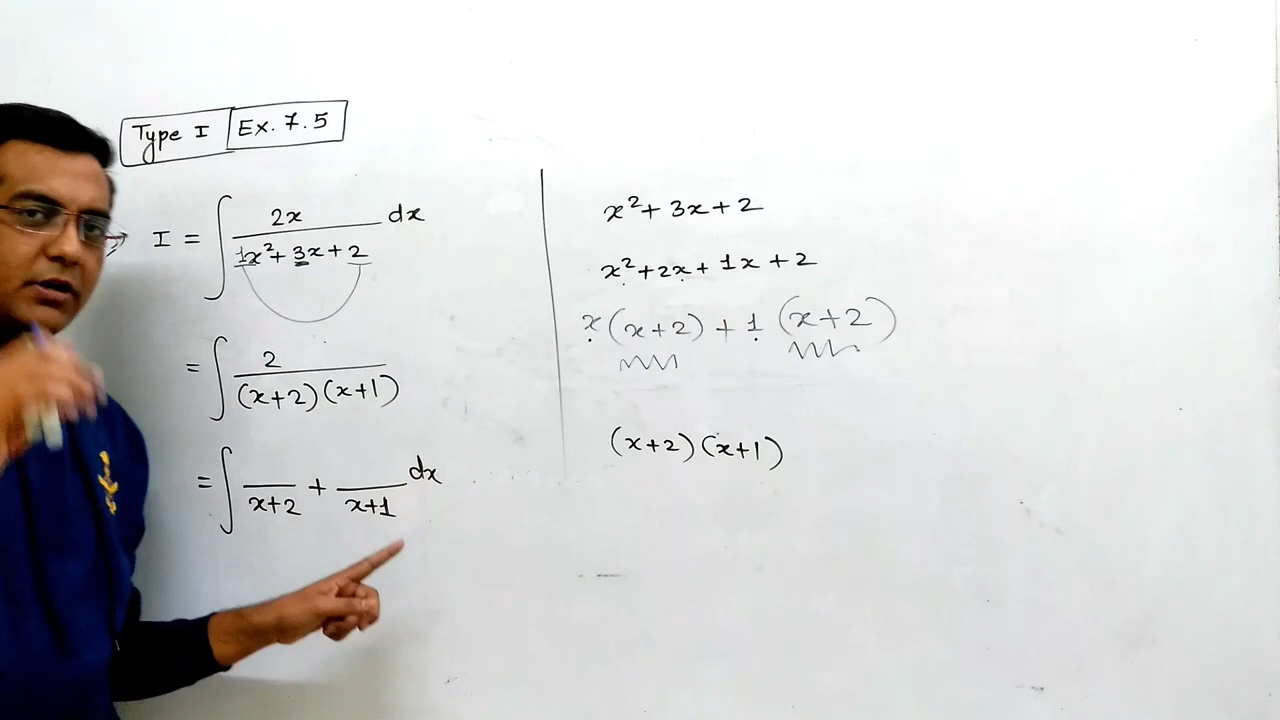 Type I Ex. 7.5
I = ∫ 2x / 1x² + 3x + 2 dx
= ∫ 2 / (x+2)(x+1)
= ∫ / x+2 + / x+1 dx
x² + 3x + 2
x² + 2x + 1x + 2
x (x+2) + 1 (x+2)
(x+2) (x+1)